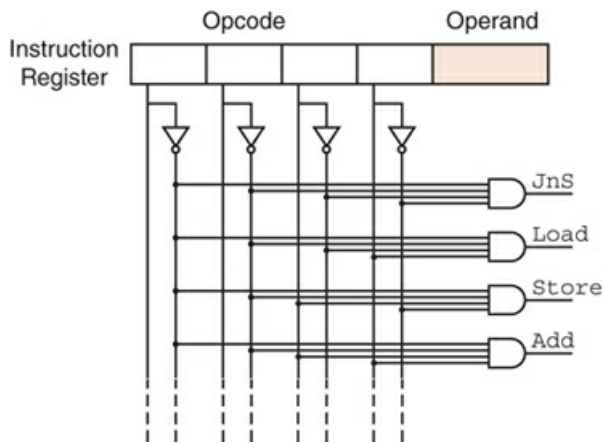 Opcode
Operand
Instruction
Register
JnS
Load
Store
Add